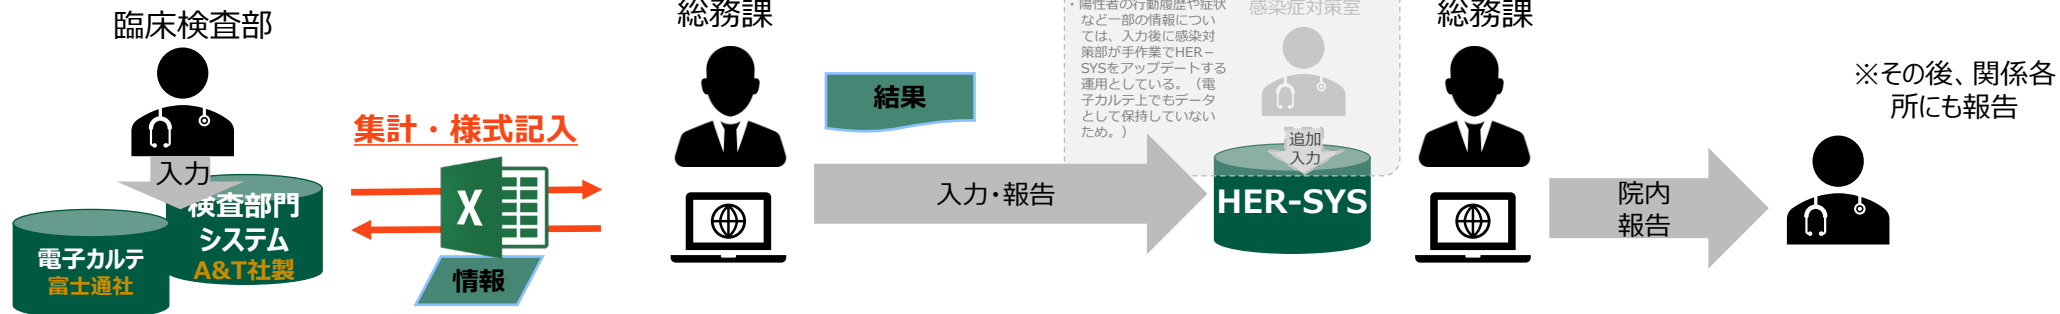 臨床検査部
入力
検査部門
システム
A&T社製
電子カルテ
富士通社
集計・様式記入
X
情報
総務課
結果
入力・報告
・陽性者の行動履歴や症状
など一部の情報につい
ては、入力後に感染対
策部が手作業でHER－
SYSをアップデートする
運用としている。（電
子カルテ上でもデータ
として保持していない
ため。）
感染症対策室
追加
入力
HER-SYS
総務課
院内
報告
※その後、関係各
所にも報告